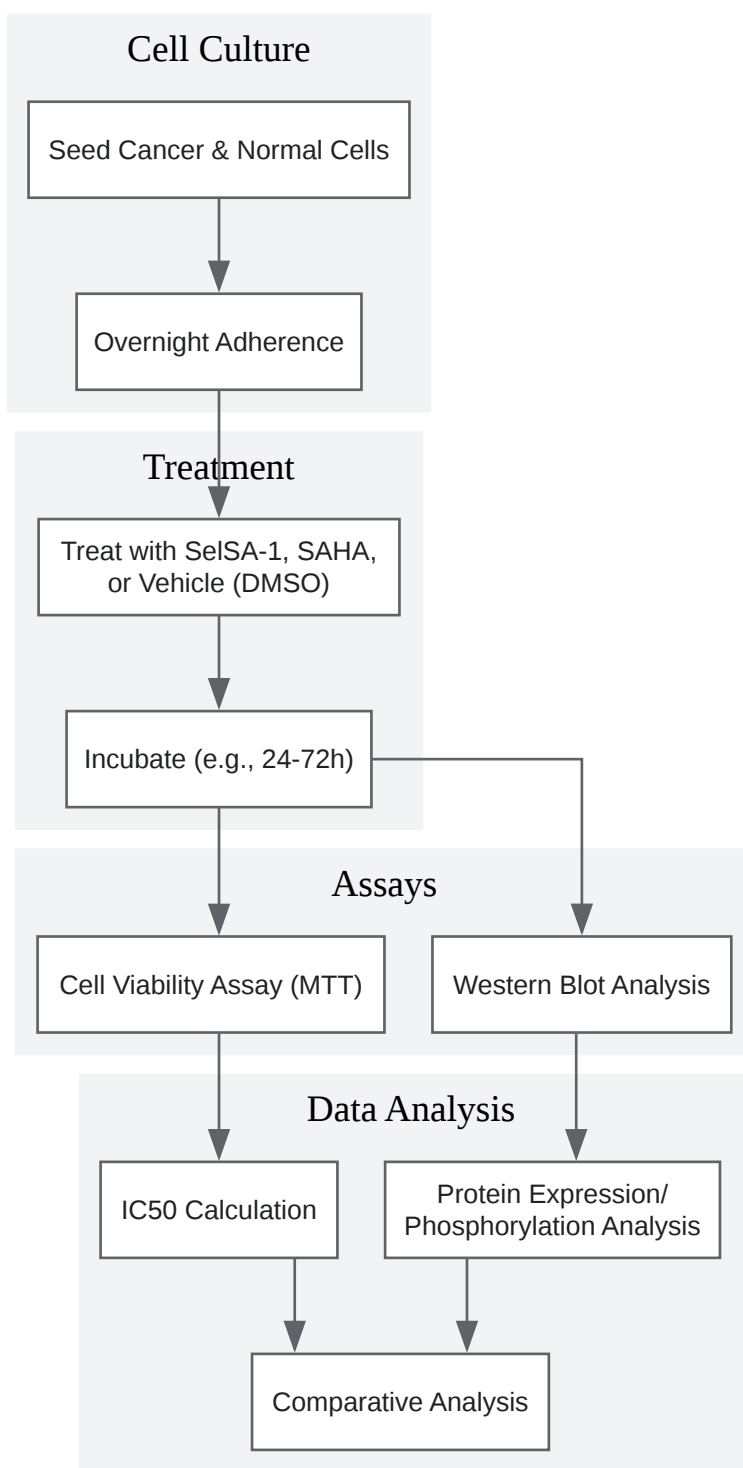 Cell Culture
Seed Cancer & Normal Cells
Overnight Adherence
Treatment
Treat with SelSA-1, SAHA,
or Vehicle (DMSO)
Incubate (e.g., 24-72h)
Assays
Cell Viability Assay (MTT)
Western Blot Analysis
Data Analysis
IC50 Calculation
Protein Expression/
Phosphorylation Analysis
Comparative Analysis